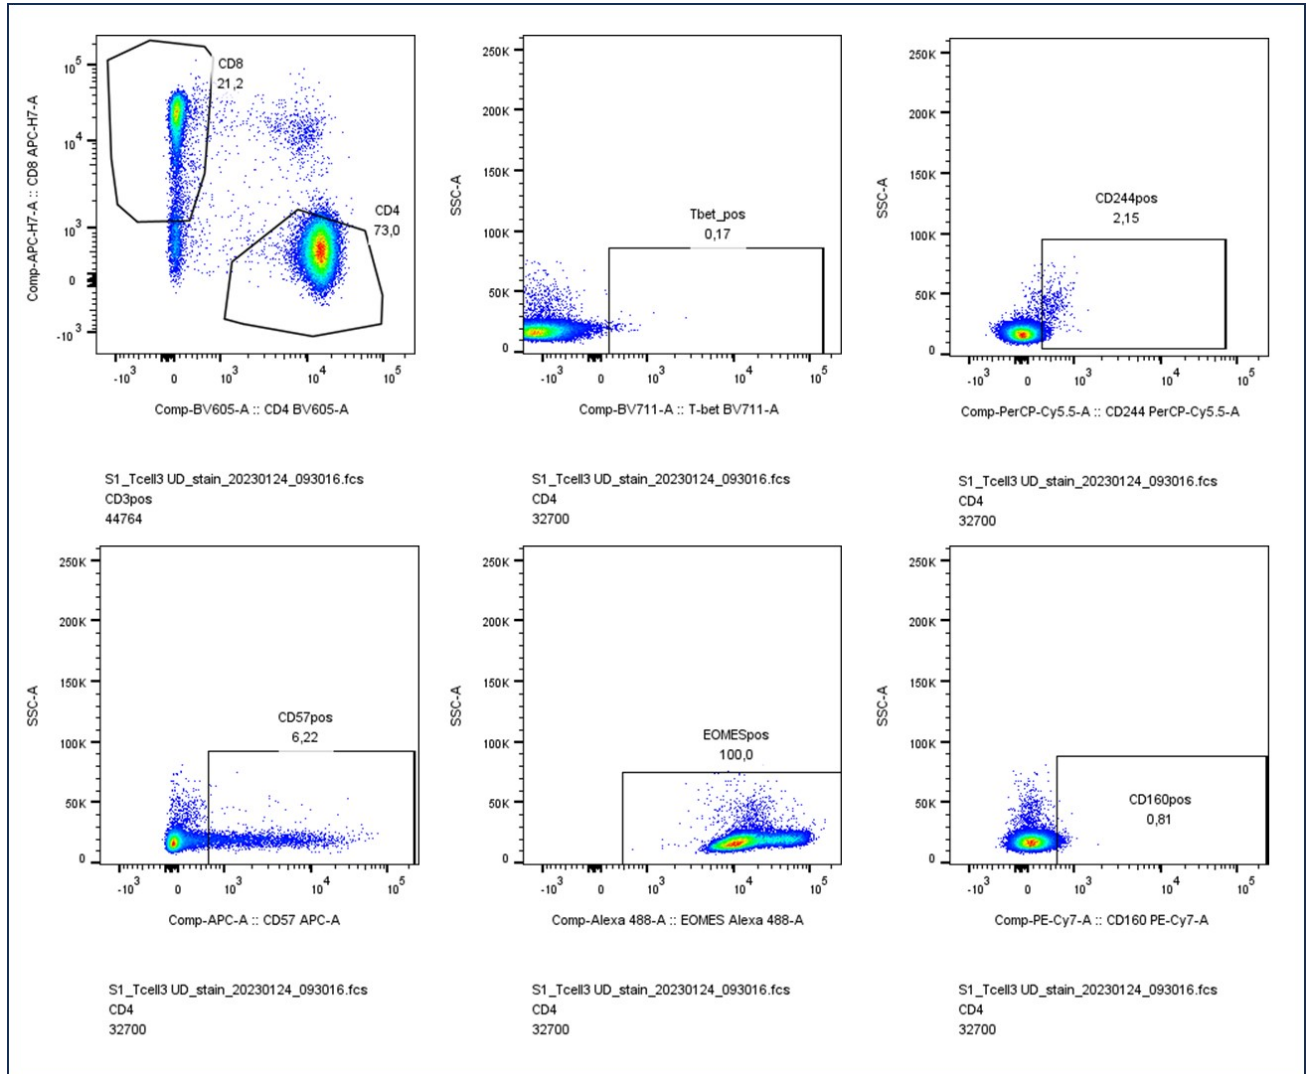 10^5
10^4
10^3
0
-10^3
Comp-APC-H7-A :: CD8 APC-H7-A
CD8
21,2
CD4
73,0
-10^3 0 10^3 10^4 10^5
Comp-BV605-A :: CD4 BV605-A
S1_Tcell3 UD_stain_20230124_093016.fcs
CD3pos
44764
250K
200K
150K
100K
50K
0
SSC-A
Tbet_pos
0,17
-10^3 0 10^3 10^4 10^5
Comp-BV711-A :: T-bet BV711-A
S1_Tcell3 UD_stain_20230124_093016.fcs
CD4
32700
250K
200K
150K
100K
50K
0
SSC-A
CD244pos
2,15
-10^3 0 10^3 10^4 10^5
Comp-PerCP-Cy5.5-A :: CD244 PerCP-Cy5.5-A
S1_Tcell3 UD_stain_20230124_093016.fcs
CD4
32700
250K
200K
150K
100K
50K
0
SSC-A
CD57pos
6,22
-10^3 0 10^3 10^4 10^5
Comp-APC-A :: CD57 APC-A
S1_Tcell3 UD_stain_20230124_093016.fcs
CD4
32700
250K
200K
150K
100K
50K
0
SSC-A
EOMESpos
100,0
-10^3 0 10^3 10^4 10^5
Comp-Alexa 488-A :: EOMES Alexa 488-A
S1_Tcell3 UD_stain_20230124_093016.fcs
CD4
32700
250K
200K
150K
100K
50K
0
SSC-A
CD160pos
0,81
-10^3 0 10^3 10^4 10^5
Comp-PE-Cy7-A :: CD160 PE-Cy7-A
S1_Tcell3 UD_stain_20230124_093016.fcs
CD4
32700